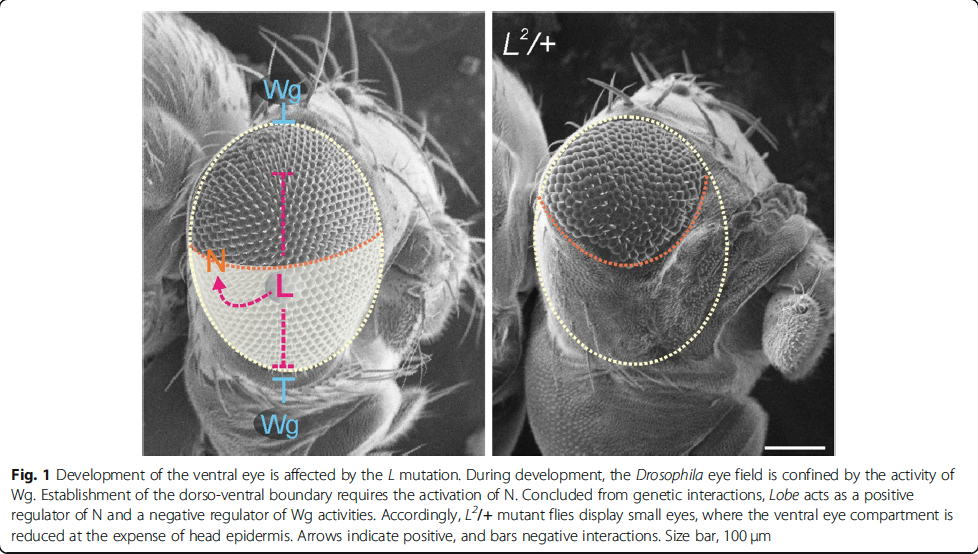 Wg
L²/+
N
L
Wg
Fig. 1 Development of the ventral eye is affected by the L mutation. During development, the Drosophila eye field is confined by the activity of
Wg. Establishment of the dorso-ventral boundary requires the activation of N. Concluded from genetic interactions, Lobe acts as a positive
regulator of N and a negative regulator of Wg activities. Accordingly, L²/+ mutant flies display small eyes, where the ventral eye compartment is
reduced at the expense of head epidermis. Arrows indicate positive, and bars negative interactions. Size bar, 100 μm